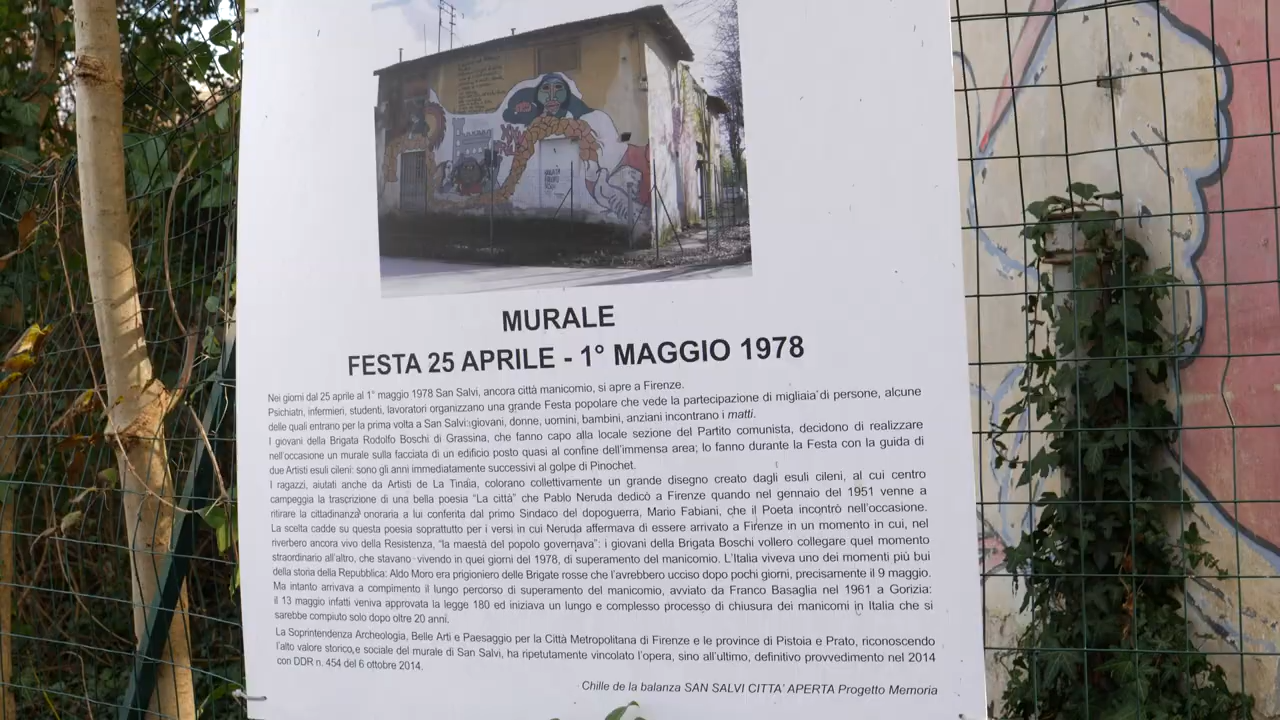 MURALE
FESTA 25 APRILE - 1° MAGGIO 1978
Nei giorni dal 25 aprile al 1° maggio 1978 San Salvi, ancora città manicomio, si apre a Firenze.
Psichiatri, infermieri, studenti, lavoratori organizzano una grande Festa popolare che vede la partecipazione di migliaia di persone, alcune
delle quali entrano per la prima volta a San Salvi:giovani, donne, uomini, bambini, anziani incontrano i matti.
I giovani della Brigata Rodolfo Boschi di Grassina, che fanno capo alla locale sezione del Partito comunista, decidono di realizzare
nell'occasione un murale sulla facciata di un edificio posto quasi al confine dell'immensa area; lo fanno durante la Festa con la guida di
due Artisti esuli cileni: sono gli anni immediatamente successivi al golpe di Pinochet.
I ragazzi, aiutati anche da Artisti de La Tinaia, colorano collettivamente un grande disegno creato dagli esuli cileni, al cui centro
campeggia la trascrizione di una bella poesia "La città" che Pablo Neruda dedicò a Firenze quando nel gennaio del 1951 venne a
ritirare la cittadinanza onoraria a lui conferita dal primo Sindaco del dopoguerra, Mario Fabiani, che il Poeta incontrò nell'occasione.
La scelta cadde su questa poesia soprattutto per i versi in cui Neruda affermava di essere arrivato a Firenze in un momento in cui, nel
riverbero ancora vivo della Resistenza, "la maestà del popolo governava": i giovani della Brigata Boschi vollero collegare quel momento
straordinario all'altro, che stavano vivendo in quei giorni del 1978, di superamento del manicomio. L'Italia viveva uno dei momenti più bui
della storia della Repubblica: Aldo Moro era prigioniero delle Brigate rosse che l'avrebbero ucciso dopo pochi giorni, precisamente il 9 maggio.
Ma intanto arrivava a compimento il lungo percorso di superamento del manicomio, avviato da Franco Basaglia nel 1961 a Gorizia:
il 13 maggio infatti veniva approvata la legge 180 ed iniziava un lungo e complesso processo di chiusura dei manicomi in Italia che si
sarebbe compiuto solo dopo oltre 20 anni.
La Soprintendenza Archeologia, Belle Arti e Paesaggio per la Città Metropolitana di Firenze e le province di Pistoia e Prato, riconoscendo
l'alto valore storico,e sociale del murale di San Salvi, ha ripetutamente vincolato l'opera, sino all'ultimo, definitivo provvedimento nel 2014
con DDR n. 454 del 6 ottobre 2014.
Chille de la balanza SAN SALVI CITTA' APERTA Progetto Memoria